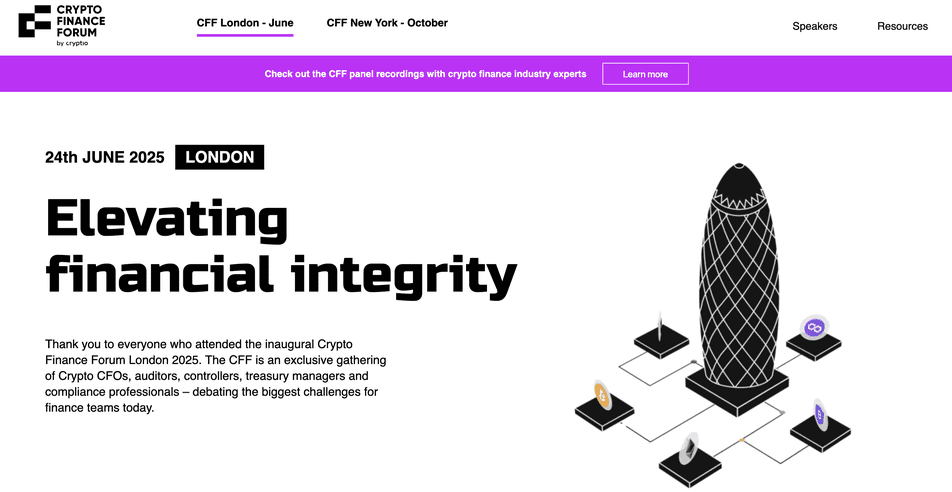 CRYPTO
FINANCE
FORUM
by cryptio
CFF London - June
CFF New York - October
Speakers
Resources
Check out the CFF panel recordings with crypto finance industry experts
Learn more
24th JUNE 2025
LONDON
Elevating
financial integrity
Thank you to everyone who attended the inaugural Crypto
Finance Forum London 2025. The CFF is an exclusive gathering
of Crypto CFOs, auditors, controllers, treasury managers and
compliance professionals – debating the biggest challenges for
finance teams today.